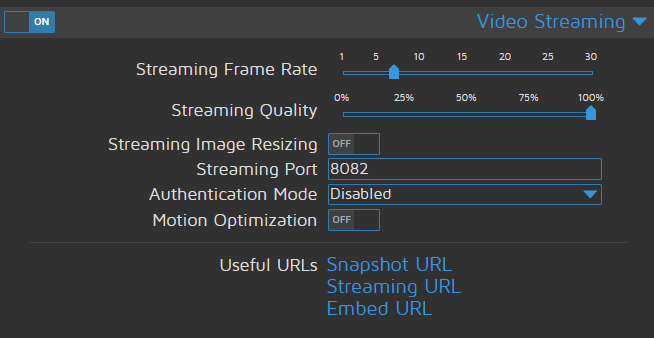 ON Video Streaming
Streaming Frame Rate 1 5 10 15 20 25 30
Streaming Quality 0% 25% 50% 75% 100%
Streaming Image Resizing OFF
Streaming Port 8082
Authentication Mode Disabled
Motion Optimization OFF
Useful URLs Snapshot URL
Streaming URL
Embed URL